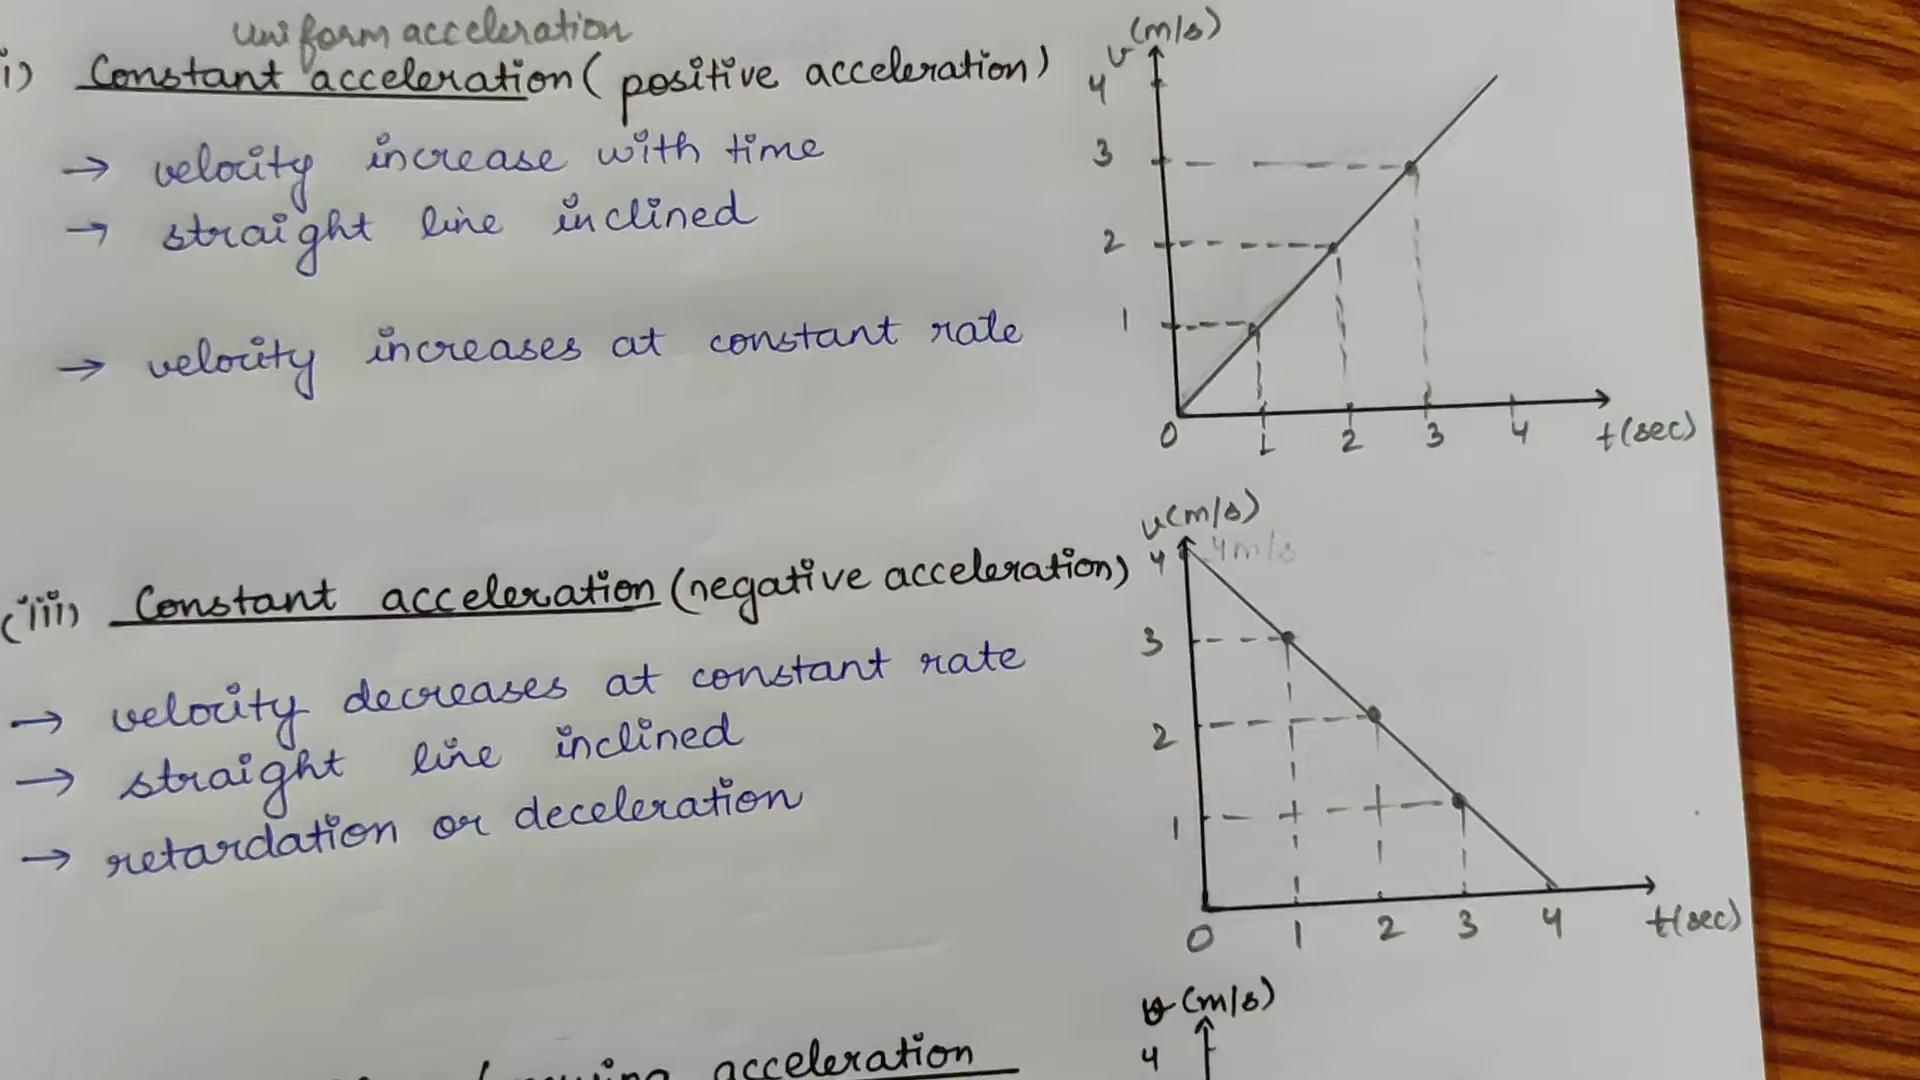 uniform acceleration
i) Constant acceleration (positive acceleration)
→ velocity increase with time
→ straight line inclined
→ velocity increases at constant rate
v (m/s)
4
3
2
1
0 1 2 3 4 t(sec)
(iii) Constant acceleration (negative acceleration)
→ velocity decreases at constant rate
→ straight line inclined
→ retardation or deceleration
v(m/s)
4 4m/s
3
2
1
0 1 2 3 4 t(sec)
acceleration
v (m/s)
4